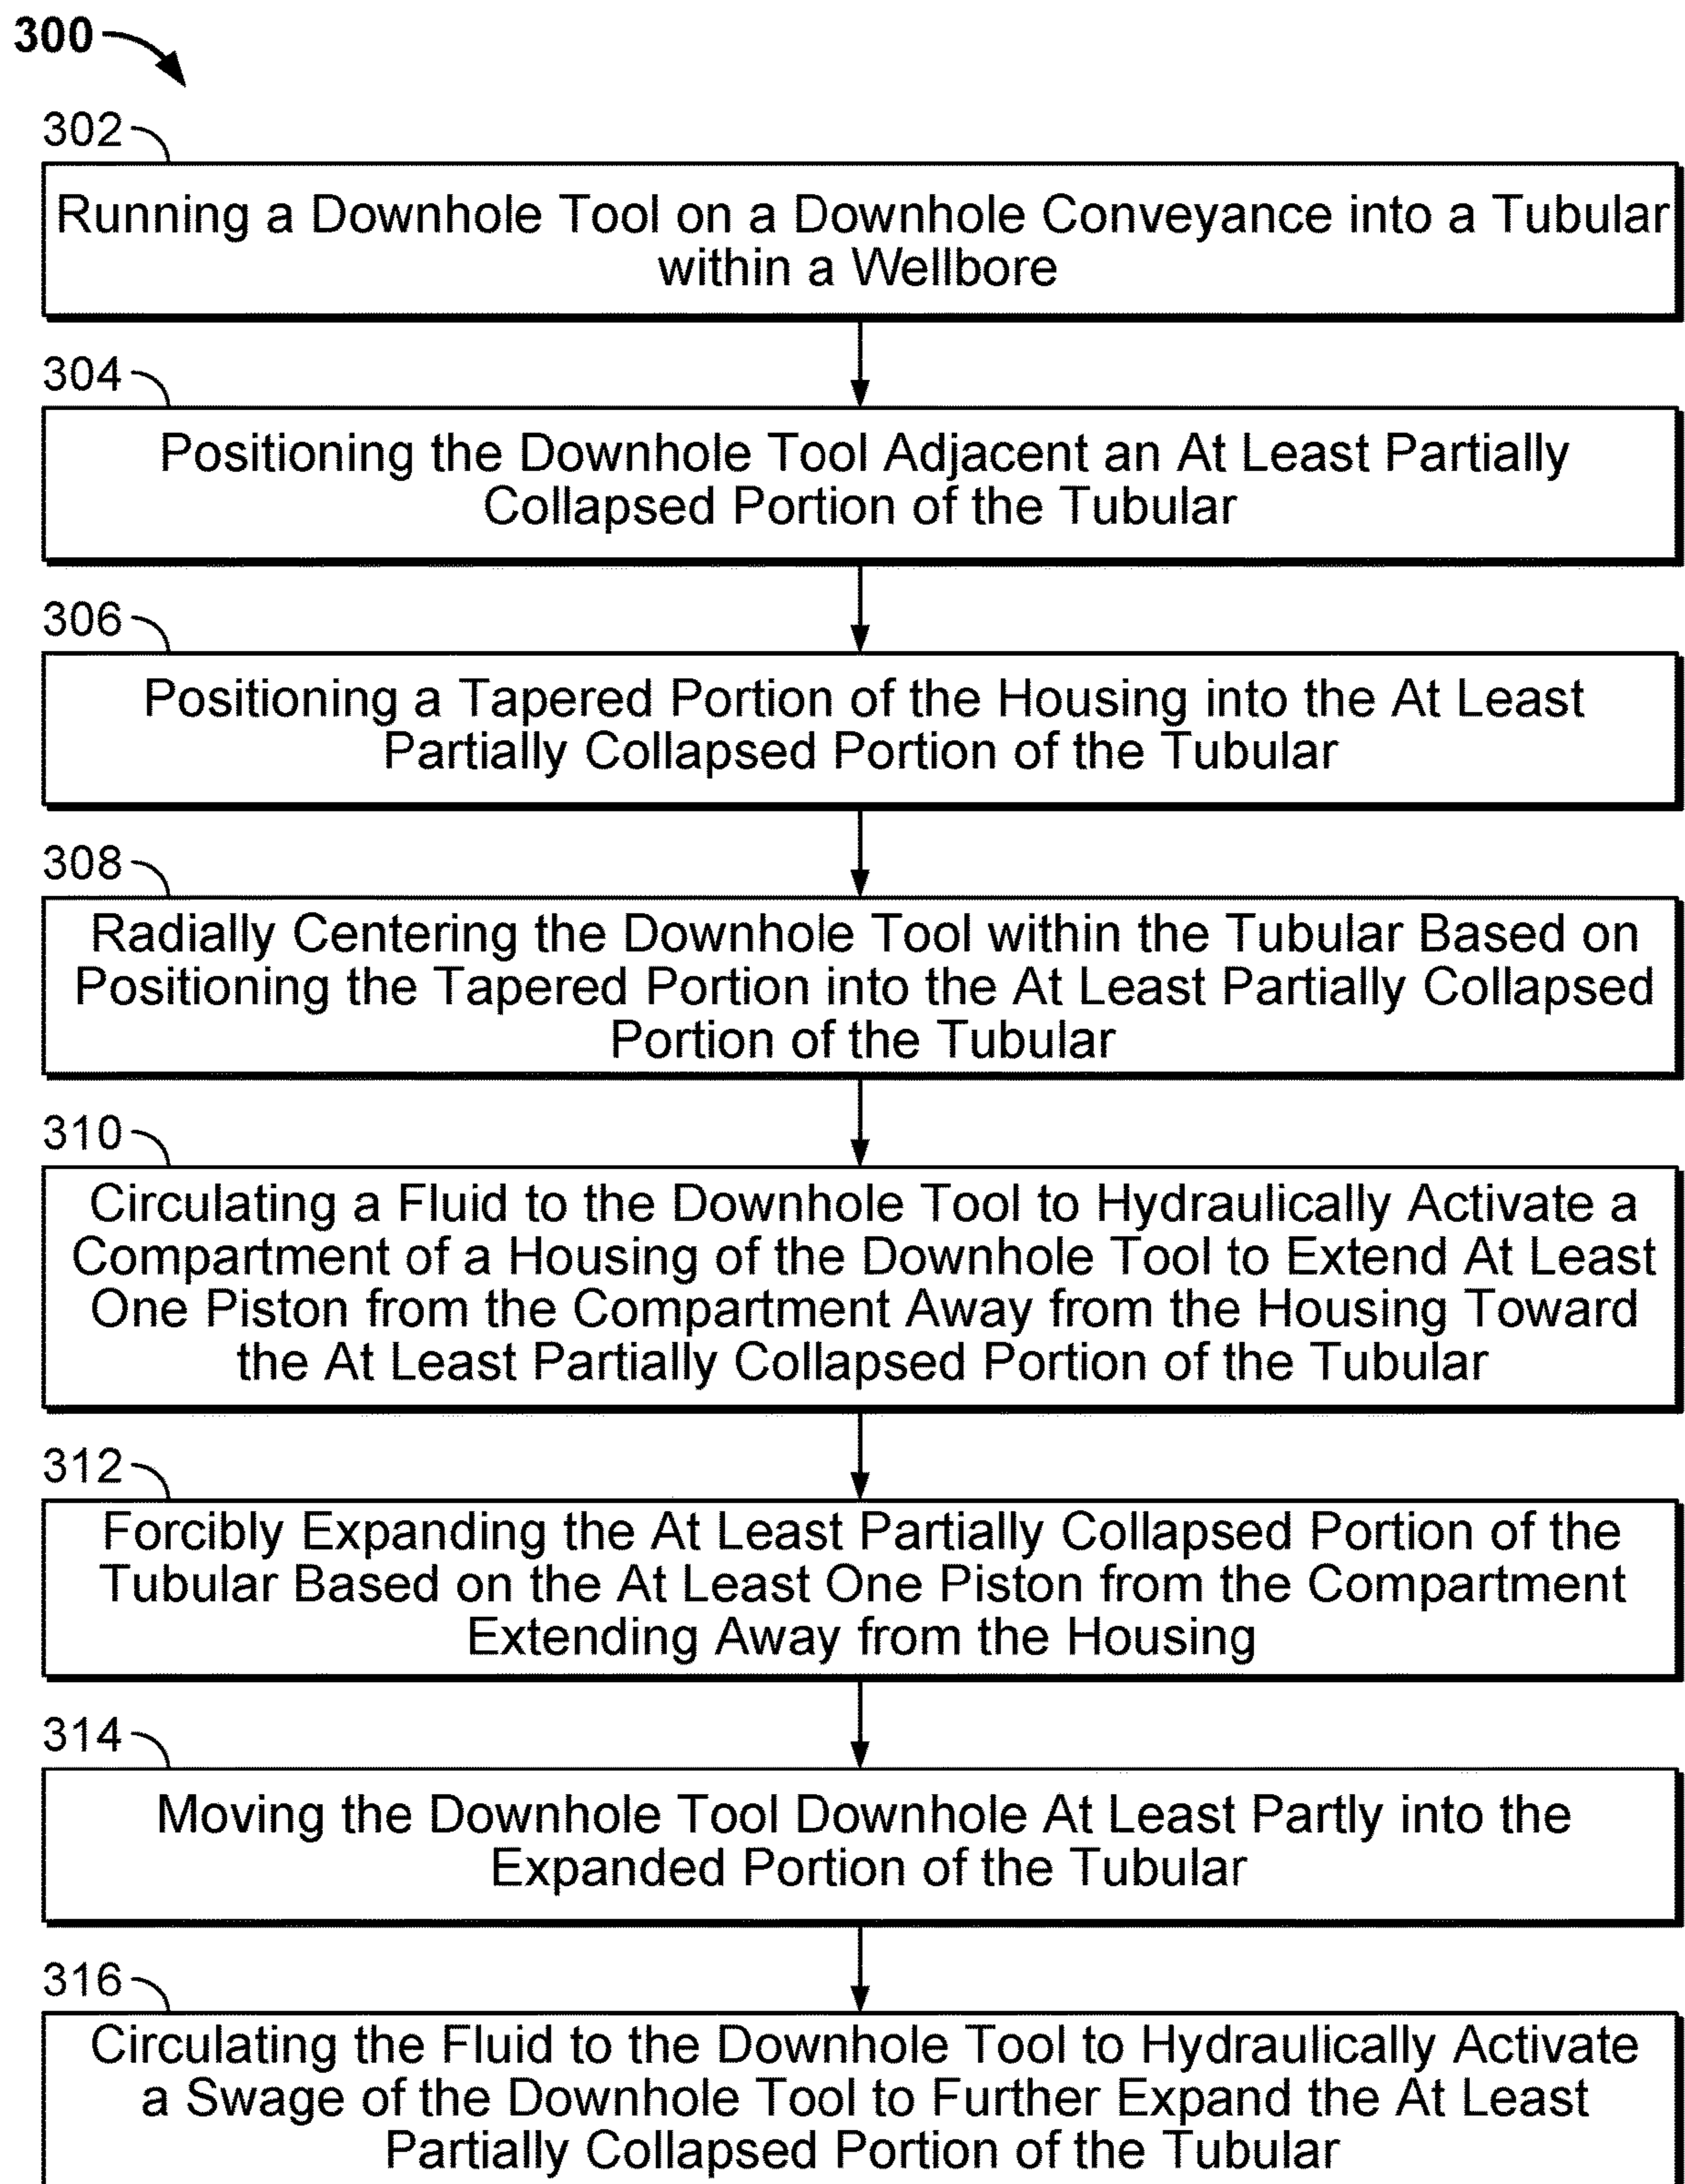 300
302
Running a Downhole Tool on a Downhole Conveyance into a Tubular
within a Wellbore
304
Positioning the Downhole Tool Adjacent an At Least Partially
Collapsed Portion of the Tubular
306
Positioning a Tapered Portion of the Housing into the At Least
Partially Collapsed Portion of the Tubular
308
Radially Centering the Downhole Tool within the Tubular Based on
Positioning the Tapered Portion into the At Least Partially Collapsed
Portion of the Tubular
310
Circulating a Fluid to the Downhole Tool to Hydraulically Activate a
Compartment of a Housing of the Downhole Tool to Extend At Least
One Piston from the Compartment Away from the Housing Toward
the At Least Partially Collapsed Portion of the Tubular
312
Forcibly Expanding the At Least Partially Collapsed Portion of the
Tubular Based on the At Least One Piston from the Compartment
Extending Away from the Housing
314
Moving the Downhole Tool Downhole At Least Partly into the
Expanded Portion of the Tubular
316
Circulating the Fluid to the Downhole Tool to Hydraulically Activate
a Swage of the Downhole Tool to Further Expand the At Least
Partially Collapsed Portion of the Tubular